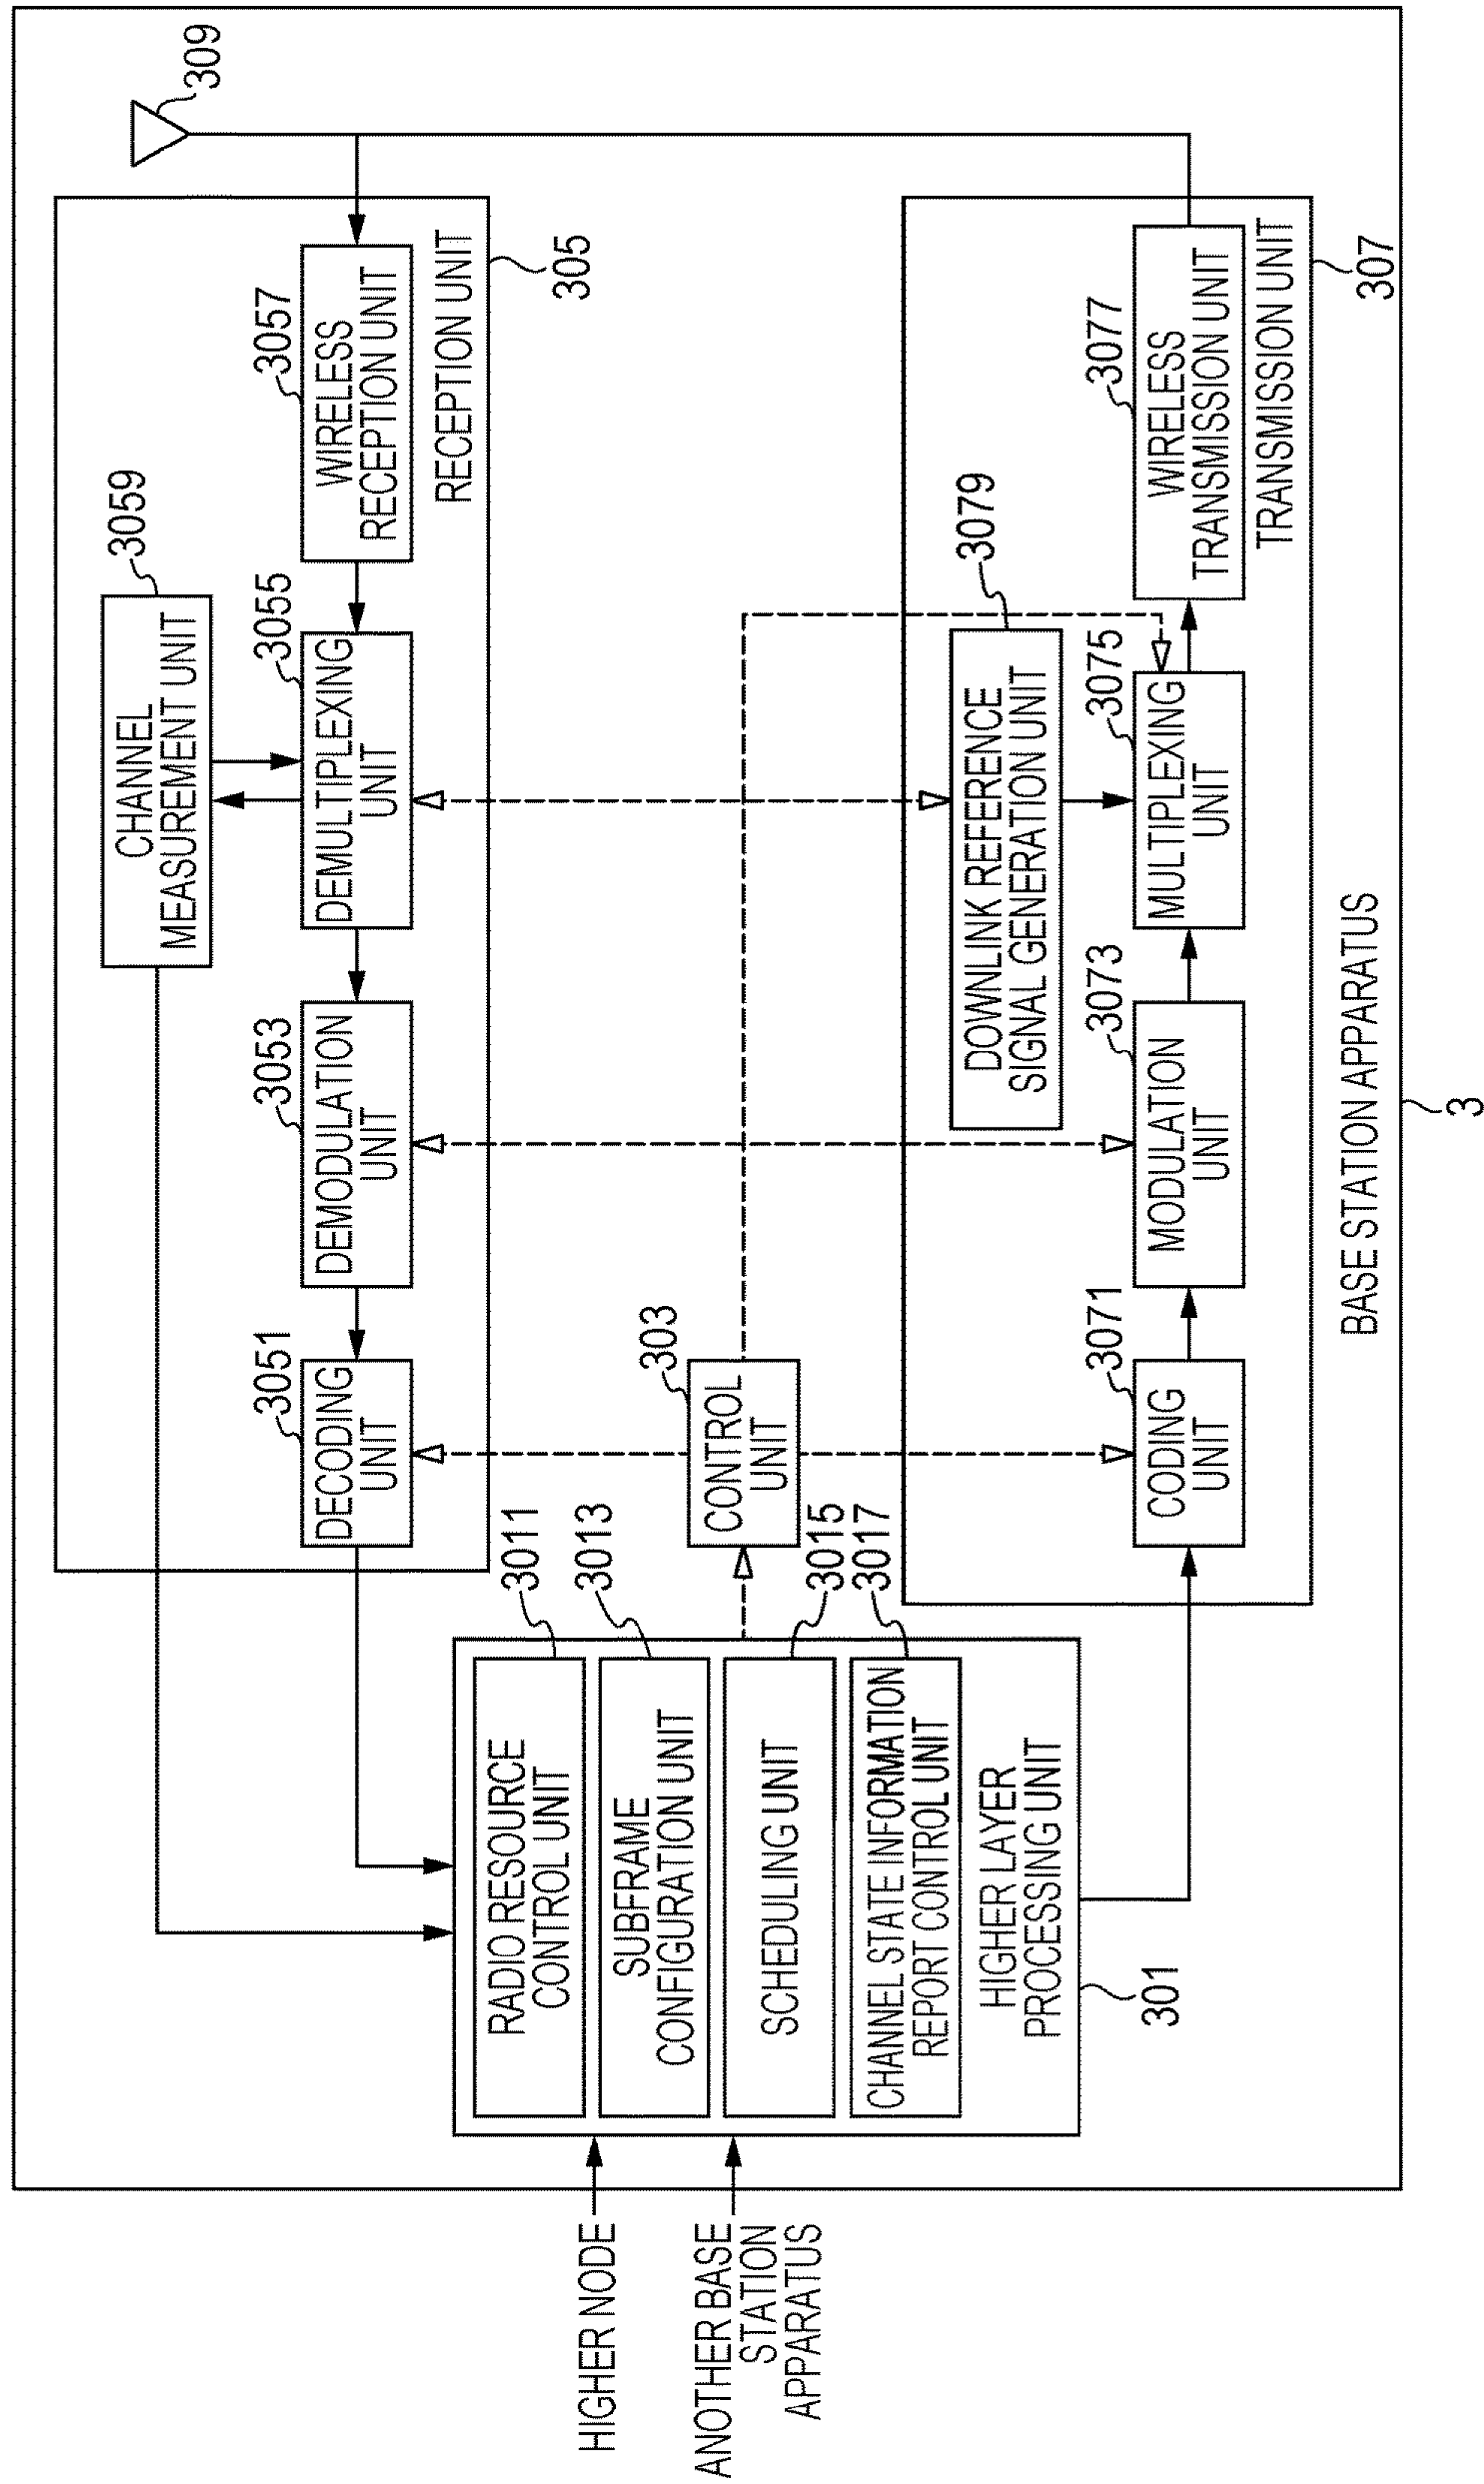 HIGHER NODE
ANOTHER BASE
STATION
APPARATUS
RADIO RESOURCE
CONTROL UNIT
3011
SUBFRAME
CONFIGURATION UNIT
3013
SCHEDULING UNIT
3015
CHANNEL STATE INFORMATION
REPORT CONTROL UNIT
3017
HIGHER LAYER
PROCESSING UNIT
301
CONTROL
UNIT
303
CHANNEL
MEASUREMENT UNIT
3059
DECODING
UNIT
3051
DEMODULATION
UNIT
3053
DEMULTIPLEXING
UNIT
3055
WIRELESS
RECEPTION UNIT
3057
RECEPTION UNIT
305
309
DOWNLINK REFERENCE
SIGNAL GENERATION UNIT
3079
CODING
UNIT
3071
MODULATION
UNIT
3073
MULTIPLEXING
UNIT
3075
WIRELESS
TRANSMISSION UNIT
3077
TRANSMISSION UNIT
307
BASE STATION APPARATUS
3